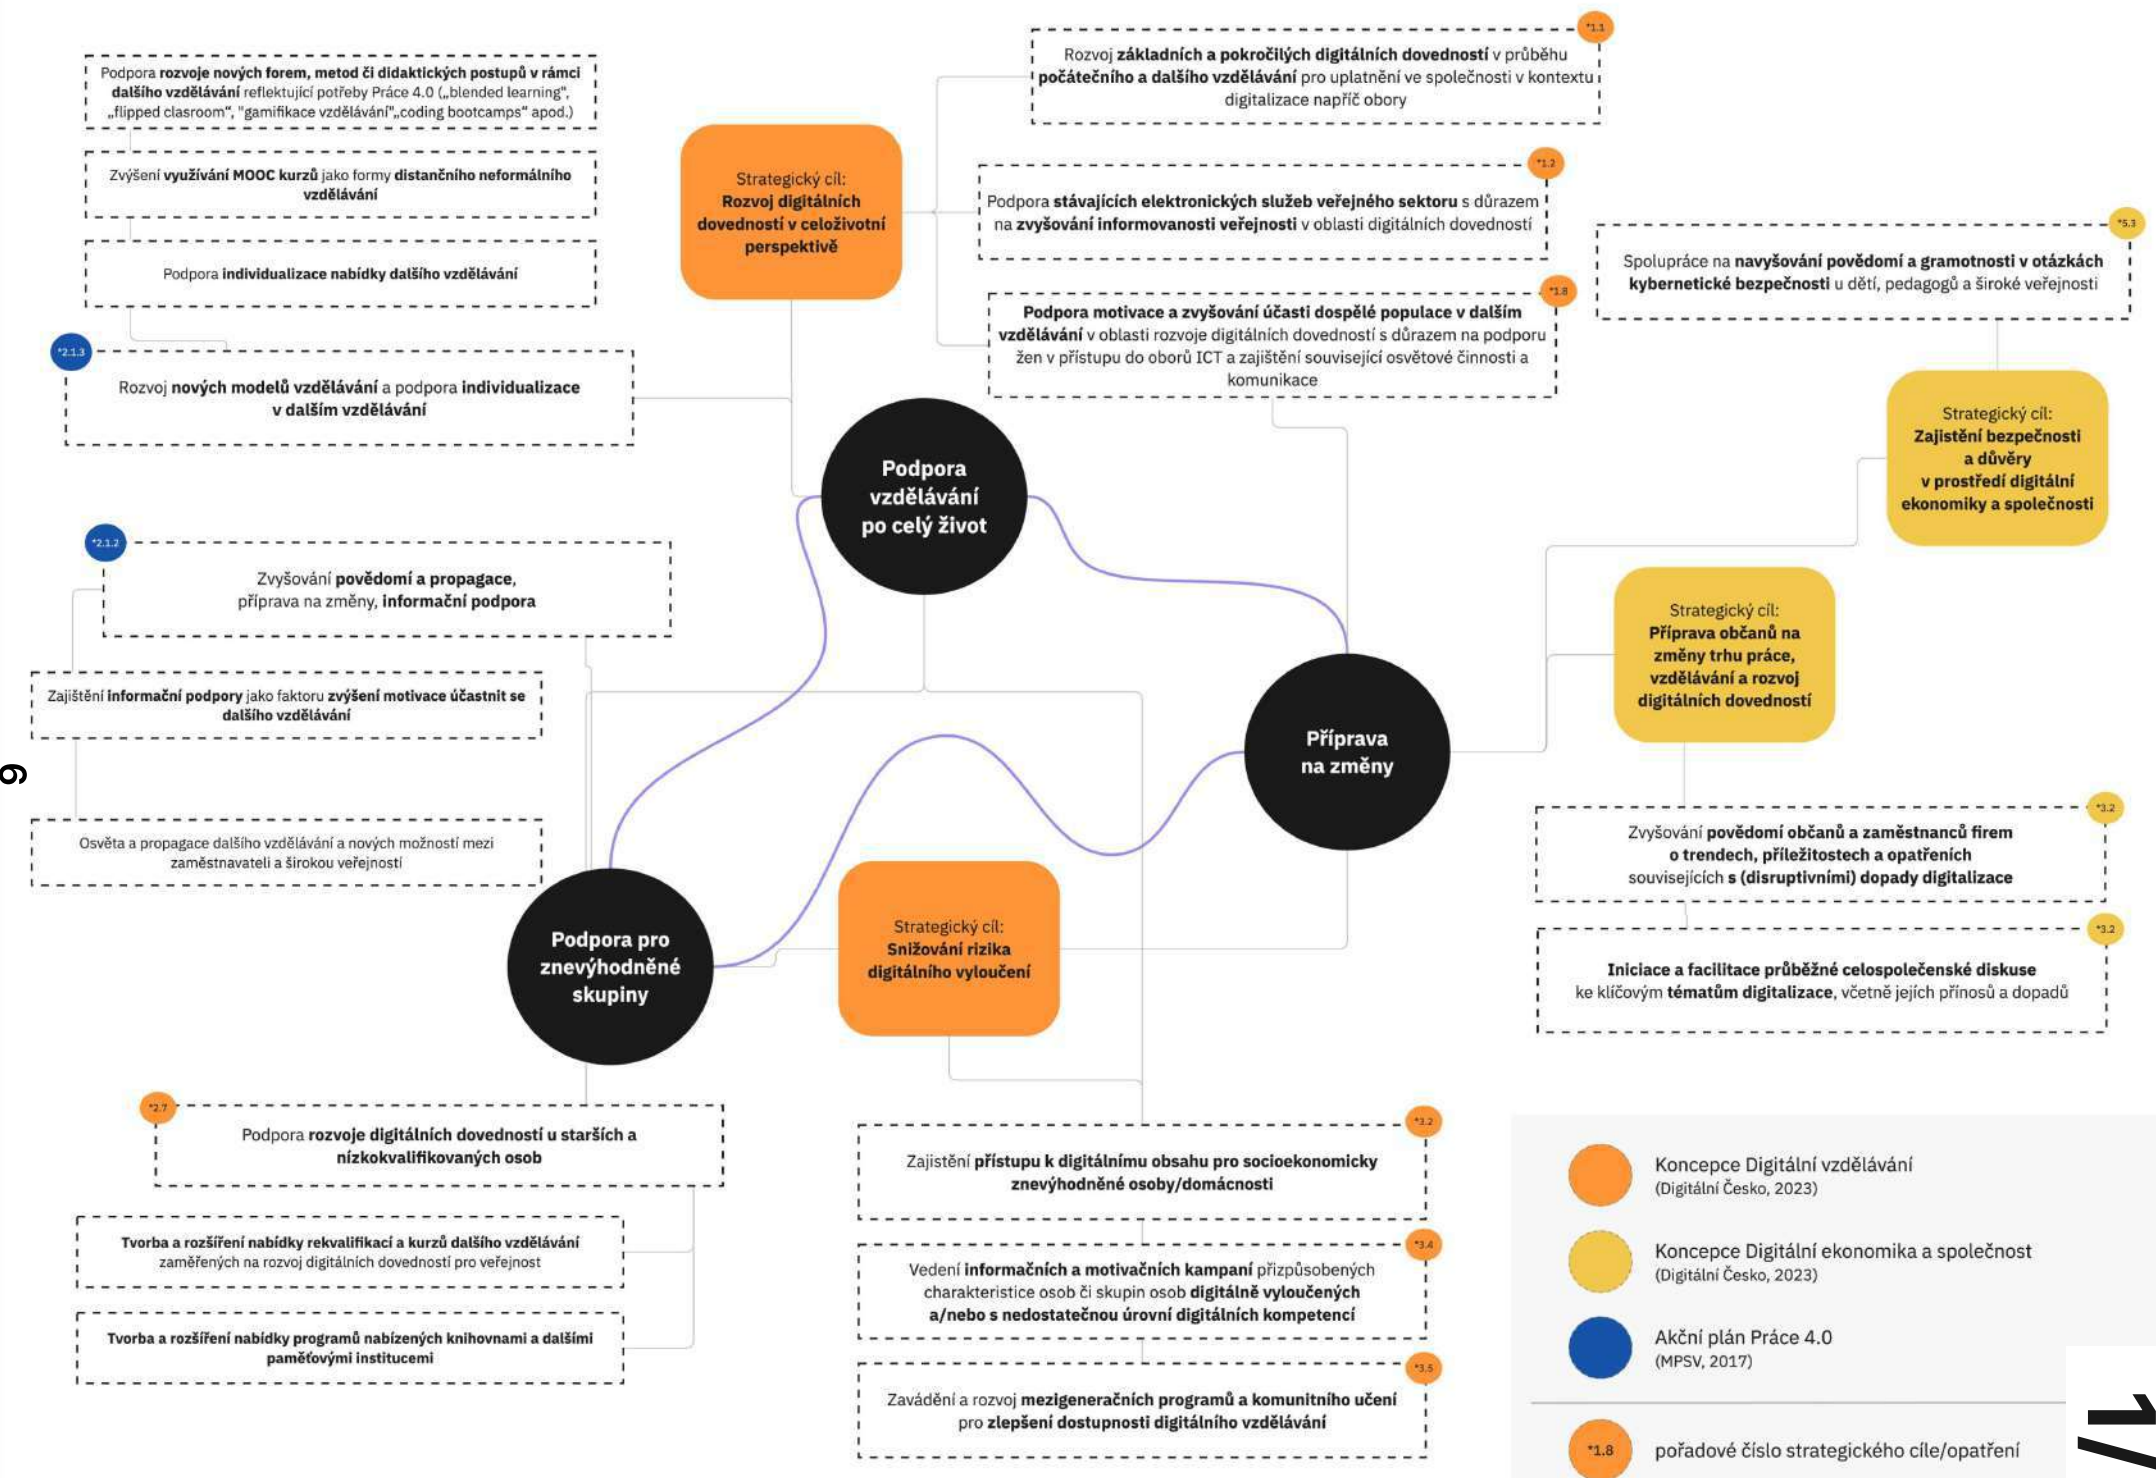 Podpora rozvoje nových forem, metod či didaktických postupů v rámci
dalšího vzdělávání reflektující potřeby Práce 4.0 („blended learning",
„flipped clasroom“, "gamifikace vzdělávání"„coding bootcamps“ apod.)
Zvýšení využívání MOOC kurzů jako formy distančního neformálního
vzdělávání
Podpora individualizace nabídky dalšího vzdělávání
*2.1.3
Rozvoj nových modelů vzdělávání a podpora individualizace
v dalším vzdělávání
Strategický cíl:
Rozvoj digitálních
dovedností v celoživotní
perspektivě
*1.1
Rozvoj základních a pokročilých digitálních dovedností v průběhu
počátečního a dalšího vzdělávání pro uplatnění ve společnosti v kontextu
digitalizace napříč obory
*1.2
Podpora stávajících elektronických služeb veřejného sektoru s důrazem
na zvyšování informovanosti veřejnosti v oblasti digitálních dovedností
*1.8
Podpora motivace a zvyšování účasti dospělé populace v dalším
vzdělávání v oblasti rozvoje digitálních dovedností s důrazem na podporu
žen v přístupu do oborů ICT a zajištění související osvětové činnosti a
komunikace
*5.3
Spolupráce na navyšování povědomí a gramotnosti v otázkách
kybernetické bezpečnosti u dětí, pedagogů a široké veřejnosti
Strategický cíl:
Zajistění bezpečnosti
a důvěry
v prostředí digitální
ekonomiky a společnosti
Podpora
vzdělávání
po celý život
*2.1.2
Zvyšování povědomí a propagace,
příprava na změny, informační podpora
Zajištění informační podpory jako faktoru zvýšení motivace účastnit se
dalšího vzdělávání
Osvěta a propagace dalšího vzdělávání a nových možností mezi
zaměstnavateli a širokou veřejností
9
Strategický cíl:
Příprava občanů na
změny trhu práce,
vzdělávání a rozvoj
digitálních dovedností
Příprava
na změny
*3.2
Zvyšování povědomí občanů a zaměstnanců firem
o trendech, příležitostech a opatřeních
souvisejících s (disruptivními) dopady digitalizace
*3.2
Iniciace a facilitace průběžné celospolečenské diskuse
ke klíčovým tématům digitalizace, včetně jejích přínosů a dopadů
Podpora pro
znevýhodněné
skupiny
Strategický cíl:
Snižování rizika
digitálního vyloučení
*2.7
Podpora rozvoje digitálních dovedností u starších a
nízkokvalifikovaných osob
Tvorba a rozšíření nabídky rekvalifikací a kurzů dalšího vzdělávání
zaměřených na rozvoj digitálních dovedností pro veřejnost
Tvorba a rozšíření nabídky programů nabízených knihovnami a dalšími
paměťovými institucemi
*3.2
Zajistění přístupu k digitálnímu obsahu pro socioekonomicky
znevýhodněné osoby/domácnosti
*3.4
Vedení informačních a motivačních kampaní přizpůsobených
charakteristice osob či skupin osob digitálně vyloučených
a/nebo s nedostatečnou úrovní digitálních kompetencí
*3.5
Zavádění a rozvoj mezigeneračních programů a komunitního učení
pro zlepšení dostupnosti digitálního vzdělávání
Koncepce Digitální vzdělávání
(Digitální Česko, 2023)
Koncepce Digitální ekonomika a společnost
(Digitální Česko, 2023)
Akční plán Práce 4.0
(MPSV, 2017)
*1.8
pořadové číslo strategického cíle/opatření
1/